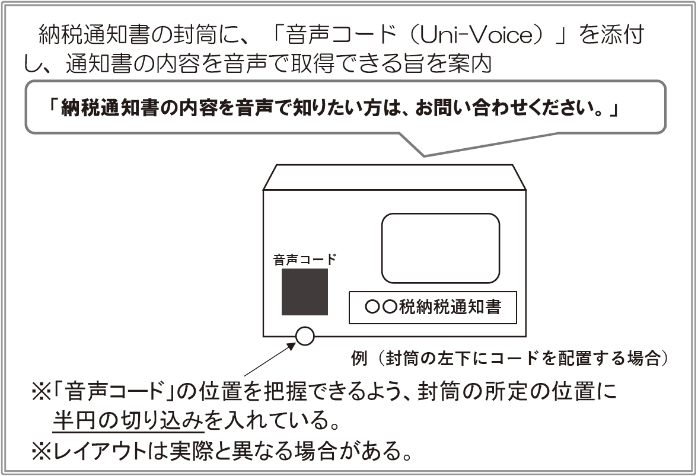 納税通知書の封筒に、「音声コード（Uni-Voice）」を添付
し、通知書の内容を音声で取得できる旨を案内
「納税通知書の内容を音声で知りたい方は、お問い合わせください。」
音声コード
〇〇税納税通知書
例（封筒の左下にコードを配置する場合）
※「音声コード」の位置を把握できるよう、封筒の所定の位置に
半円の切り込みを入れている。
※レイアウトは実際と異なる場合がある。